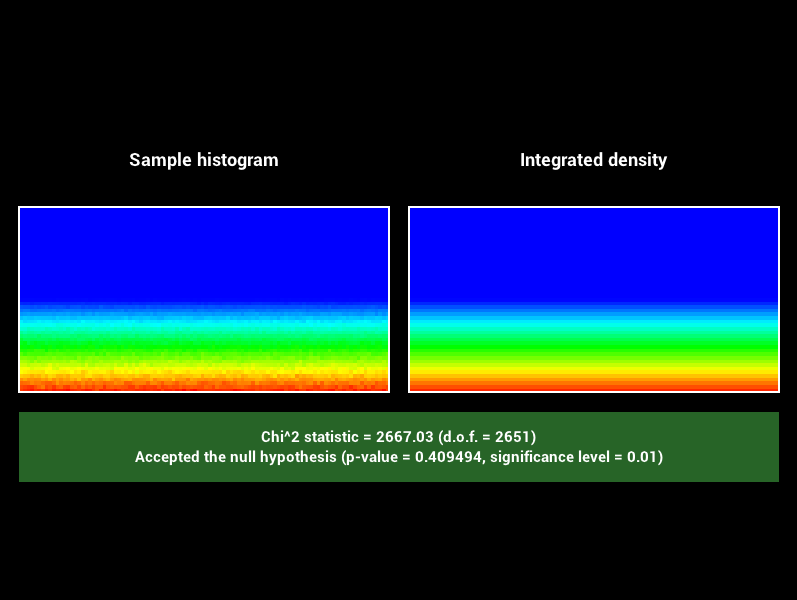 Sample histogram
Integrated density
Chi^2 statistic = 2667.03 (d.o.f. = 2651)
Accepted the null hypothesis (p-value = 0.409494, significance level = 0.01)